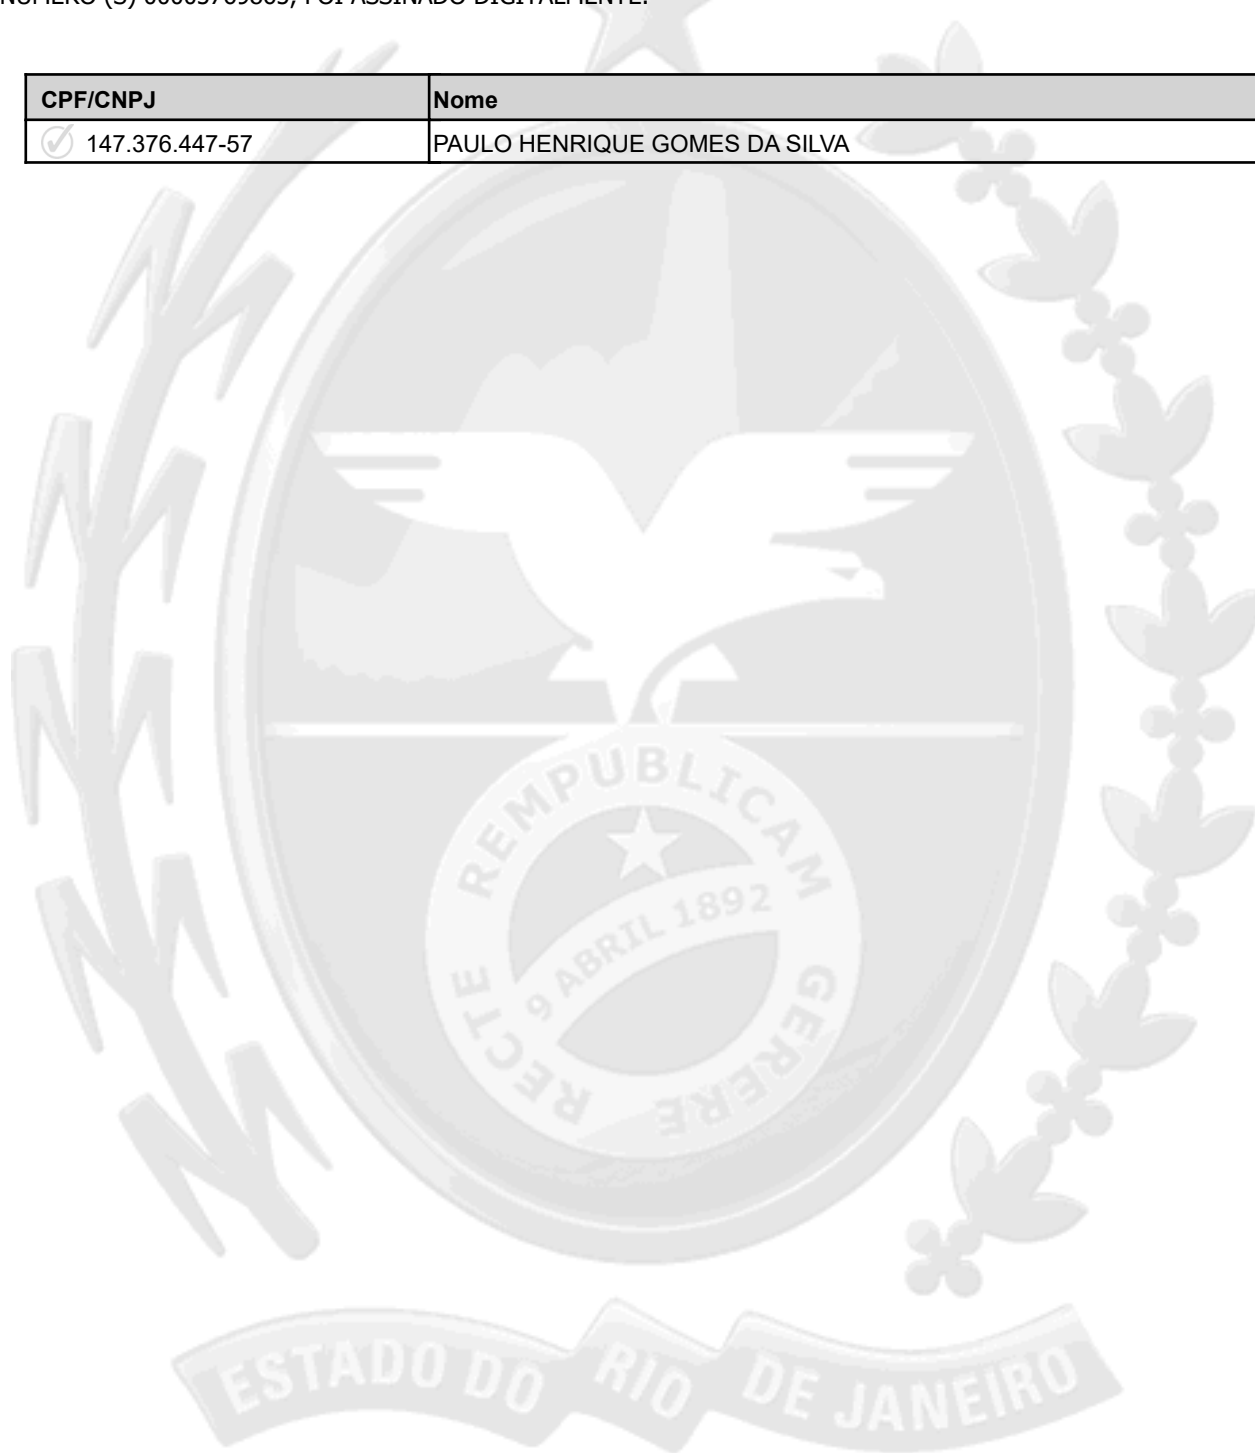 ASSINADO DIGITALMENTE.
CPF/CNPJ Nome
147.376.447-57 PAULO HENRIQUE GOMES DA SILVA
REMPUBLICAM
9 ABRIL 1892
RECTE GERERE
ESTADO DO RIO DE JANEIRO